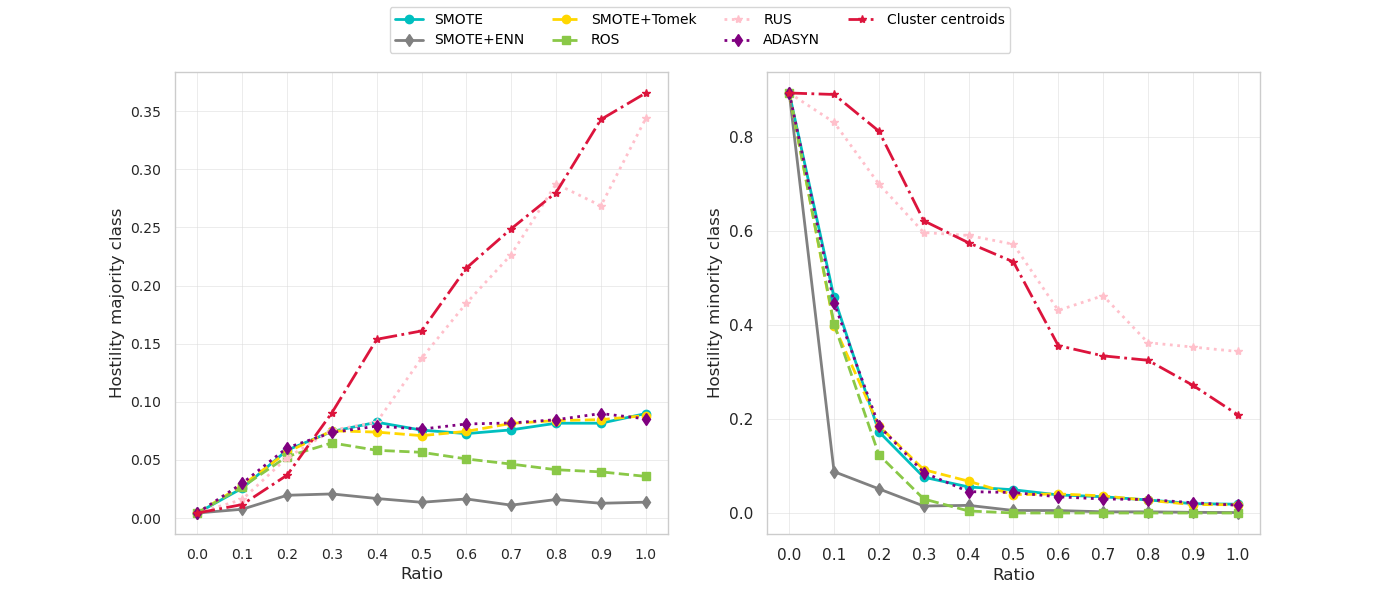 SMOTE SMOTE+Tomek RUS Cluster centroids
SMOTE+ENN ROS ADASYN
Hostility majority class
0.35
0.30
0.25
0.20
0.15
0.10
0.05
0.00
0.0 0.1 0.2 0.3 0.4 0.5 0.6 0.7 0.8 0.9 1.0
Ratio
Hostility minority class
0.8
0.6
0.4
0.2
0.0
0.0 0.1 0.2 0.3 0.4 0.5 0.6 0.7 0.8 0.9 1.0
Ratio